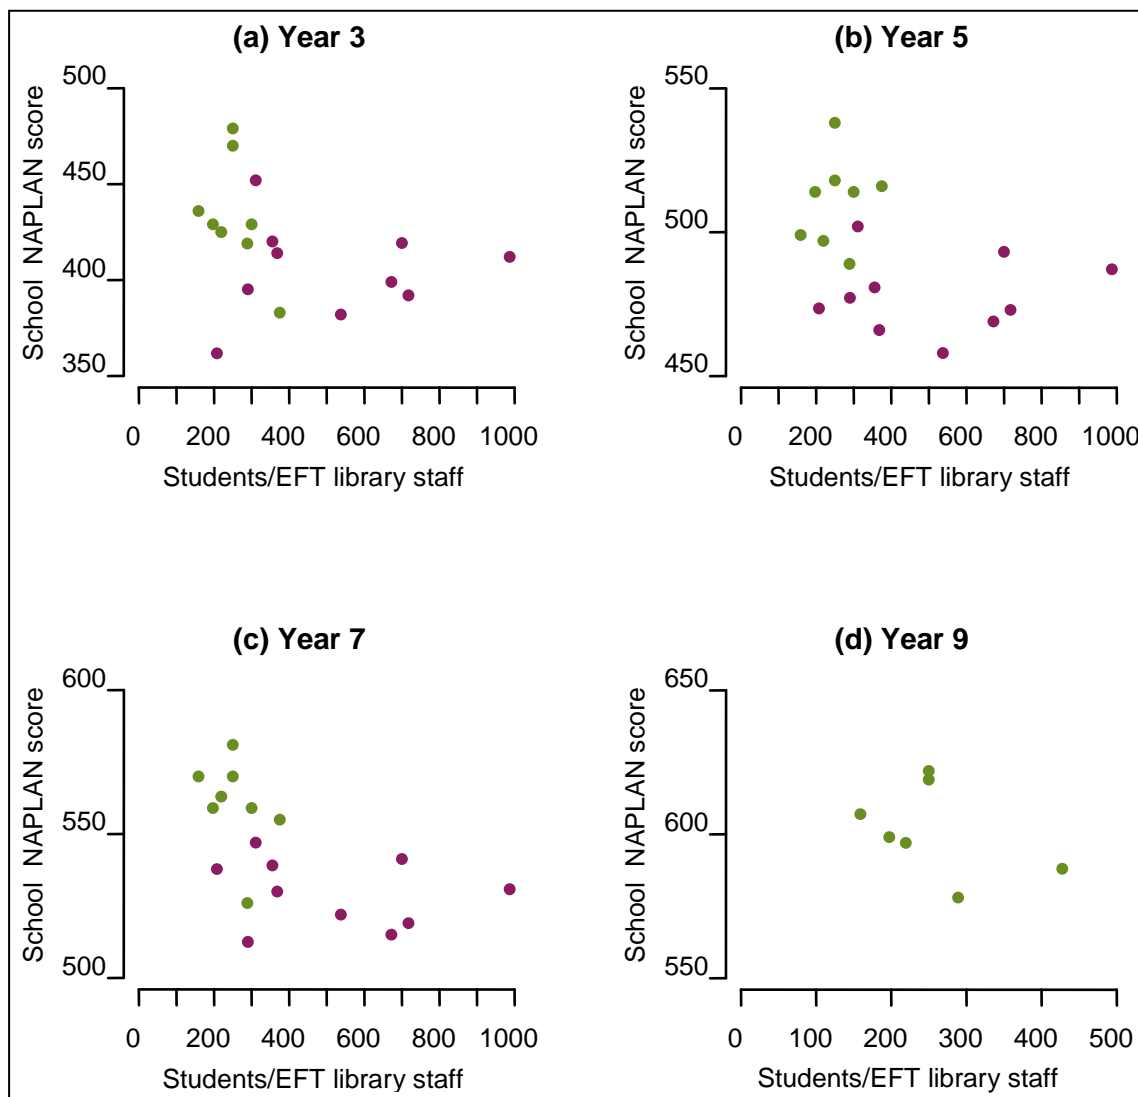 (a) Year 3
School NAPLAN score
500
450
400
350
0 200 400 600 800 1000
Students/EFT library staff
(b) Year 5
School NAPLAN score
550
500
450
0 200 400 600 800 1000
Students/EFT library staff
(c) Year 7
School NAPLAN score
600
550
500
0 200 400 600 800 1000
Students/EFT library staff
(d) Year 9
School NAPLAN score
650
600
550
0 100 200 300 400 500
Students/EFT library staff